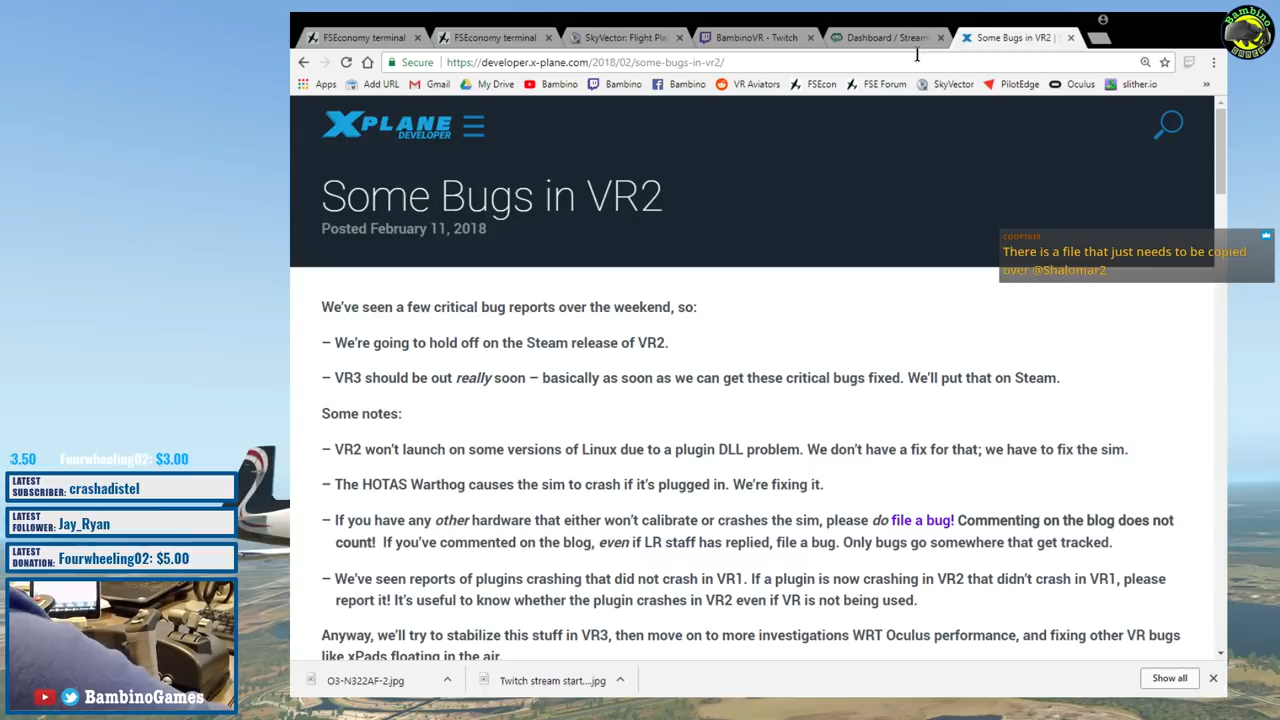 Bambino
GAMES
FSEconomy terminal
FSEconomy terminal
SkyVector: Flight Pla
BambinoVR - Twitch
Dashboard / Stream
Some Bugs in VR2 |
Secure
https://developer.x-plane.com/2018/02/some-bugs-in-vr2/
Apps
Add URL
Gmail
My Drive
Bambino
Bambino
Bambino
VR Aviators
FSEcon
FSE Forum
SkyVector
PilotEdge
Oculus
slither.io
»
XPLANE
DEVELOPER
Some Bugs in VR2
Posted February 11, 2018
COOP1019
There is a file that just needs to be copied
over @Shalomar2
We've seen a few critical bug reports over the weekend, so:
– We're going to hold off on the Steam release of VR2.
– VR3 should be out really soon – basically as soon as we can get these critical bugs fixed. We'll put that on Steam.
Some notes:
– VR2 won't launch on some versions of Linux due to a plugin DLL problem. We don't have a fix for that; we have to fix the sim.
– The HOTAS Warthog causes the sim to crash if it's plugged in. We're fixing it.
– If you have any other hardware that either won't calibrate or crashes the sim, please do file a bug! Commenting on the blog does not
count! If you've commented on the blog, even if LR staff has replied, file a bug. Only bugs go somewhere that get tracked.
– We've seen reports of plugins crashing that did not crash in VR1. If a plugin is now crashing in VR2 that didn't crash in VR1, please
report it! It's useful to know whether the plugin crashes in VR2 even if VR is not being used.
Anyway, we'll try to stabilize this stuff in VR3, then move on to more investigations WRT Oculus performance, and fixing other VR bugs
like xPads floating in the air.
O3-N322AF-2.jpg
Twitch stream start....jpg
Show all
3.50 Fourwheeling02: $3.00
LATEST
SUBSCRIBER: crashadistel
LATEST
FOLLOWER: Jay_Ryan
LATEST
DONATION: Fourwheeling02: $5.00
BambinoGames